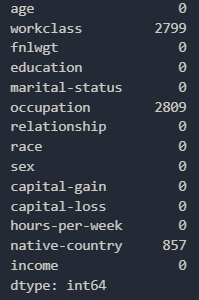 age 0
workclass 2799
fnlwgt 0
education 0
marital-status 0
occupation 2809
relationship 0
race 0
sex 0
capital-gain 0
capital-loss 0
hours-per-week 0
native-country 857
income 0
dtype: int64